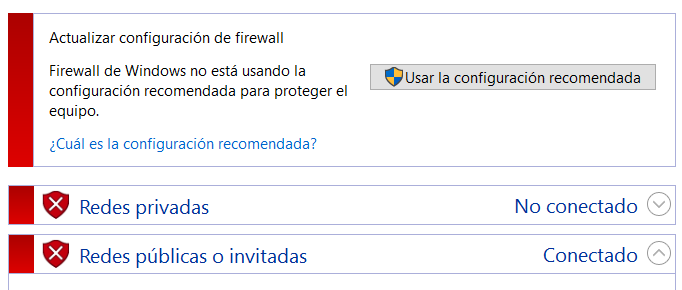 Actualizar configuración de firewall
Firewall de Windows no está usando la
configuración recomendada para proteger el
equipo.
Usar la configuración recomendada
¿Cuál es la configuración recomendada?
Redes privadas No conectado
Redes públicas o invitadas Conectado